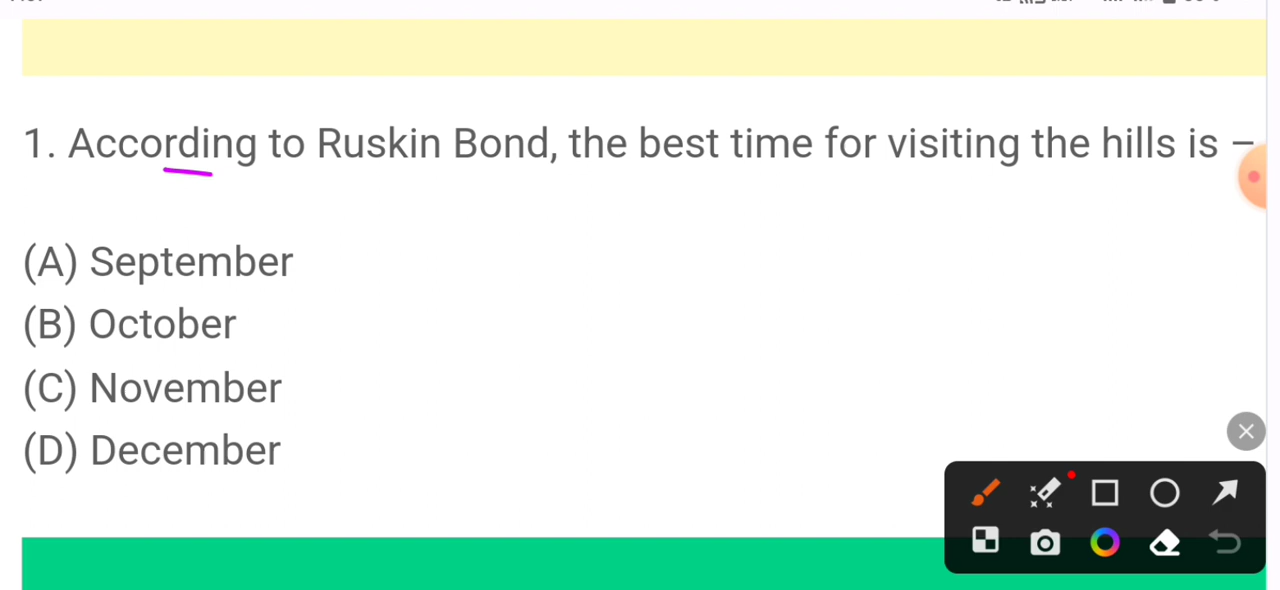 1. According to Ruskin Bond, the best time for visiting the hills is –
(A) September
(B) October
(C) November
(D) December